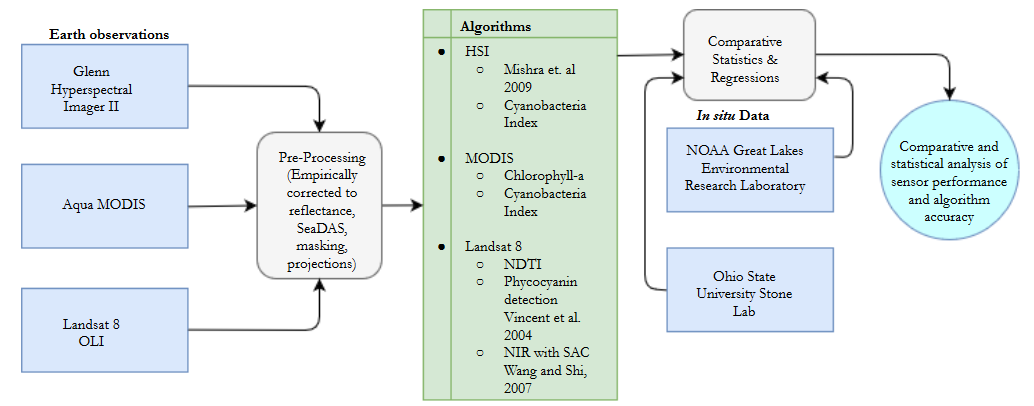 Earth observations
Glenn
Hyperspectral
Imager II
Aqua MODIS
Landsat 8
OLI
Pre-Processing
(Empirically
corrected to
reflectance,
SeaDAS,
masking,
projections)
Algorithms
● HSI
○ Mishra et. al
2009
○ Cyanobacteria
Index
● MODIS
○ Chlorophyll-a
○ Cyanobacteria
Index
● Landsat 8
○ NDTI
○ Phycocyanin
detection
Vincent et al.
2004
○ NIR with SAC
Wang and Shi,
2007
Comparative
Statistics &
Regressions
In situ Data
NOAA Great Lakes
Environmental
Research Laboratory
Ohio State
University Stone
Lab
Comparative and
statistical analysis of
sensor performance
and algorithm
accuracy